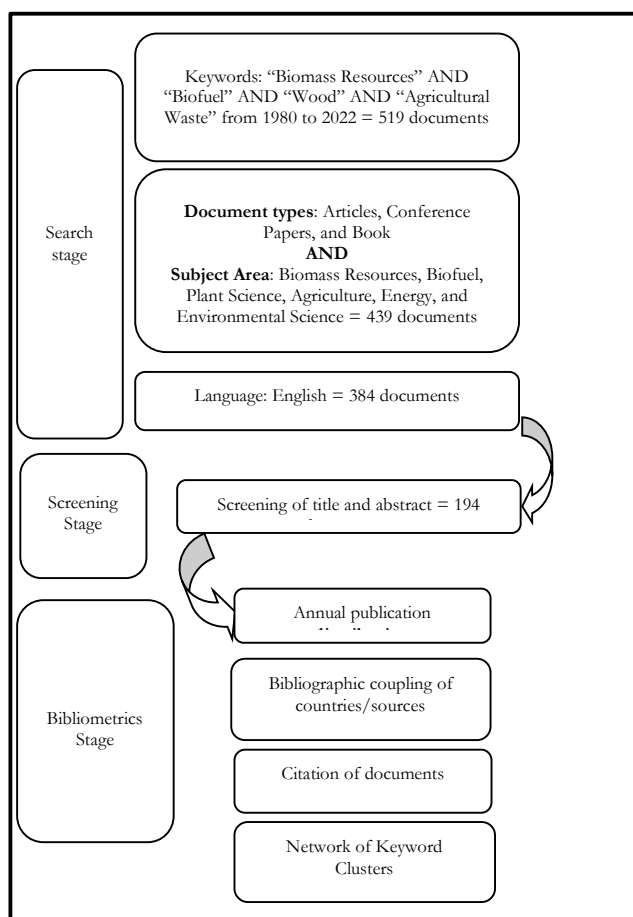 Search
stage
Keywords: “Biomass Resources” AND
“Biofuel” AND “Wood” AND “Agricultural
Waste” from 1980 to 2022 = 519 documents
Document types: Articles, Conference
Papers, and Book
AND
Subject Area: Biomass Resources, Biofuel,
Plant Science, Agriculture, Energy, and
Environmental Science = 439 documents
Language: English = 384 documents
Screening
Stage
Screening of title and abstract = 194
Bibliometrics
Stage
Annual publication
Bibliographic coupling of
countries/sources
Citation of documents
Network of Keyword
Clusters